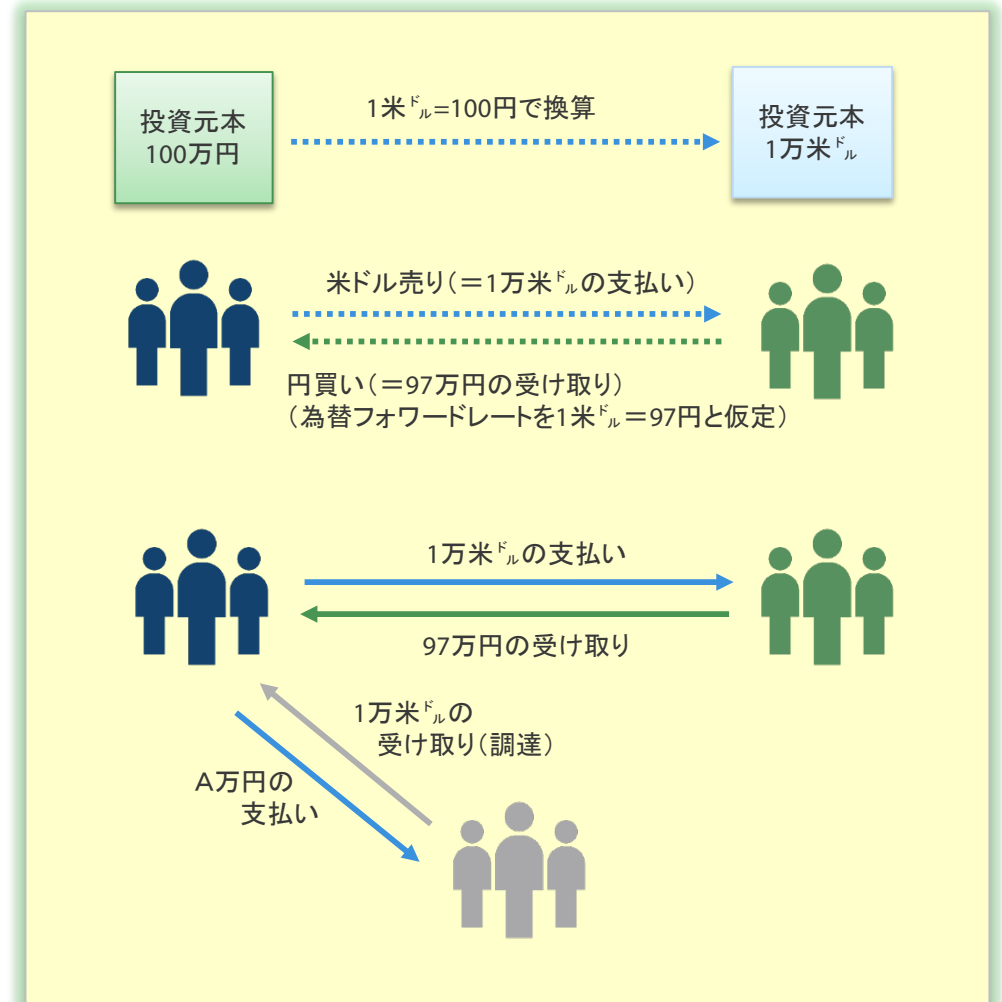 投資元本
100万円
1米㌦=100円で換算
投資元本
1万米㌦
米ドル売り(＝1万米㌦の支払い)
円買い(＝97万円の受け取り)
(為替フォワードレートを1米㌦＝97円と仮定)
1万米㌦の支払い
97万円の受け取り
1万米㌦の
受け取り(調達)
A万円の
支払い